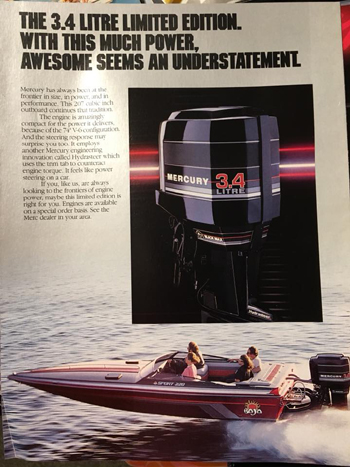 THE 3.4 LITRE LIMITED EDITION.
WITH THIS MUCH POWER,
AWESOME SEEMS AN UNDERSTATEMENT.
Mercury has always been at the
frontier in size, in power, and in
performance. This 20" cubic inch
outboard continues that tradition.
The engine is amazingly
compact for the power it delivers,
because of the 74° V-6 configuration.
And the steering response may
surprise you too. It employs
another Mercury engineering
innovation called Hydrasteer which
uses the trim tab to counteract
engine torque. It feels like power
steering on a car.
If you, like us, are always
looking to the frontiers of engine
power, maybe this limited edition is
right for you. Engines are available
on a special order basis. See the
Merc dealer in your area.
MERCURY 3.4
LITRE
BLACK MAX
MERCURY
SPORT